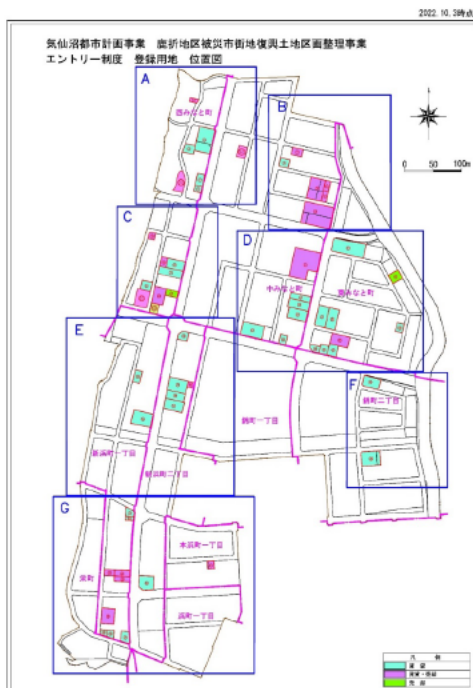 2022.10.3時点
気仙沼都市計画事業　鹿折地区被災市街地復興土地区画整理事業
エントリー制度　登録用地　位置図
A
西みなと町
B
0 50 100m
C
D
中みなと町
東みなと町
E
F
錦町一丁目
錦町二丁目
新浜町一丁目
新浜町二丁目
G
本浜町一丁目
栄町
浜町一丁目
凡 例